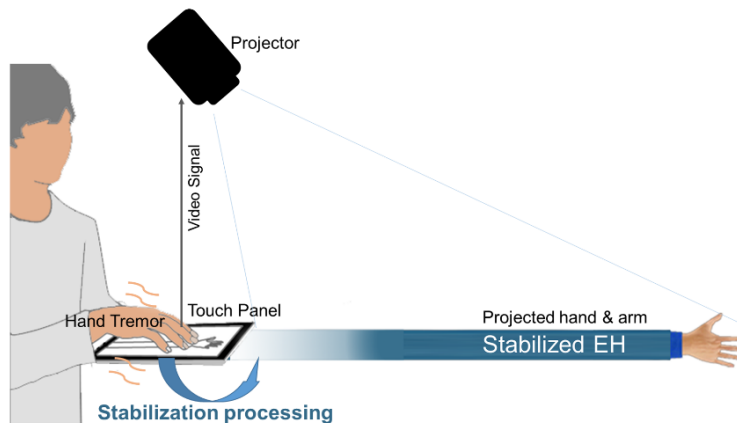 Projector
Video Signal
Hand Tremor
Touch Panel
Projected hand & arm
Stabilized EH
Stabilization processing